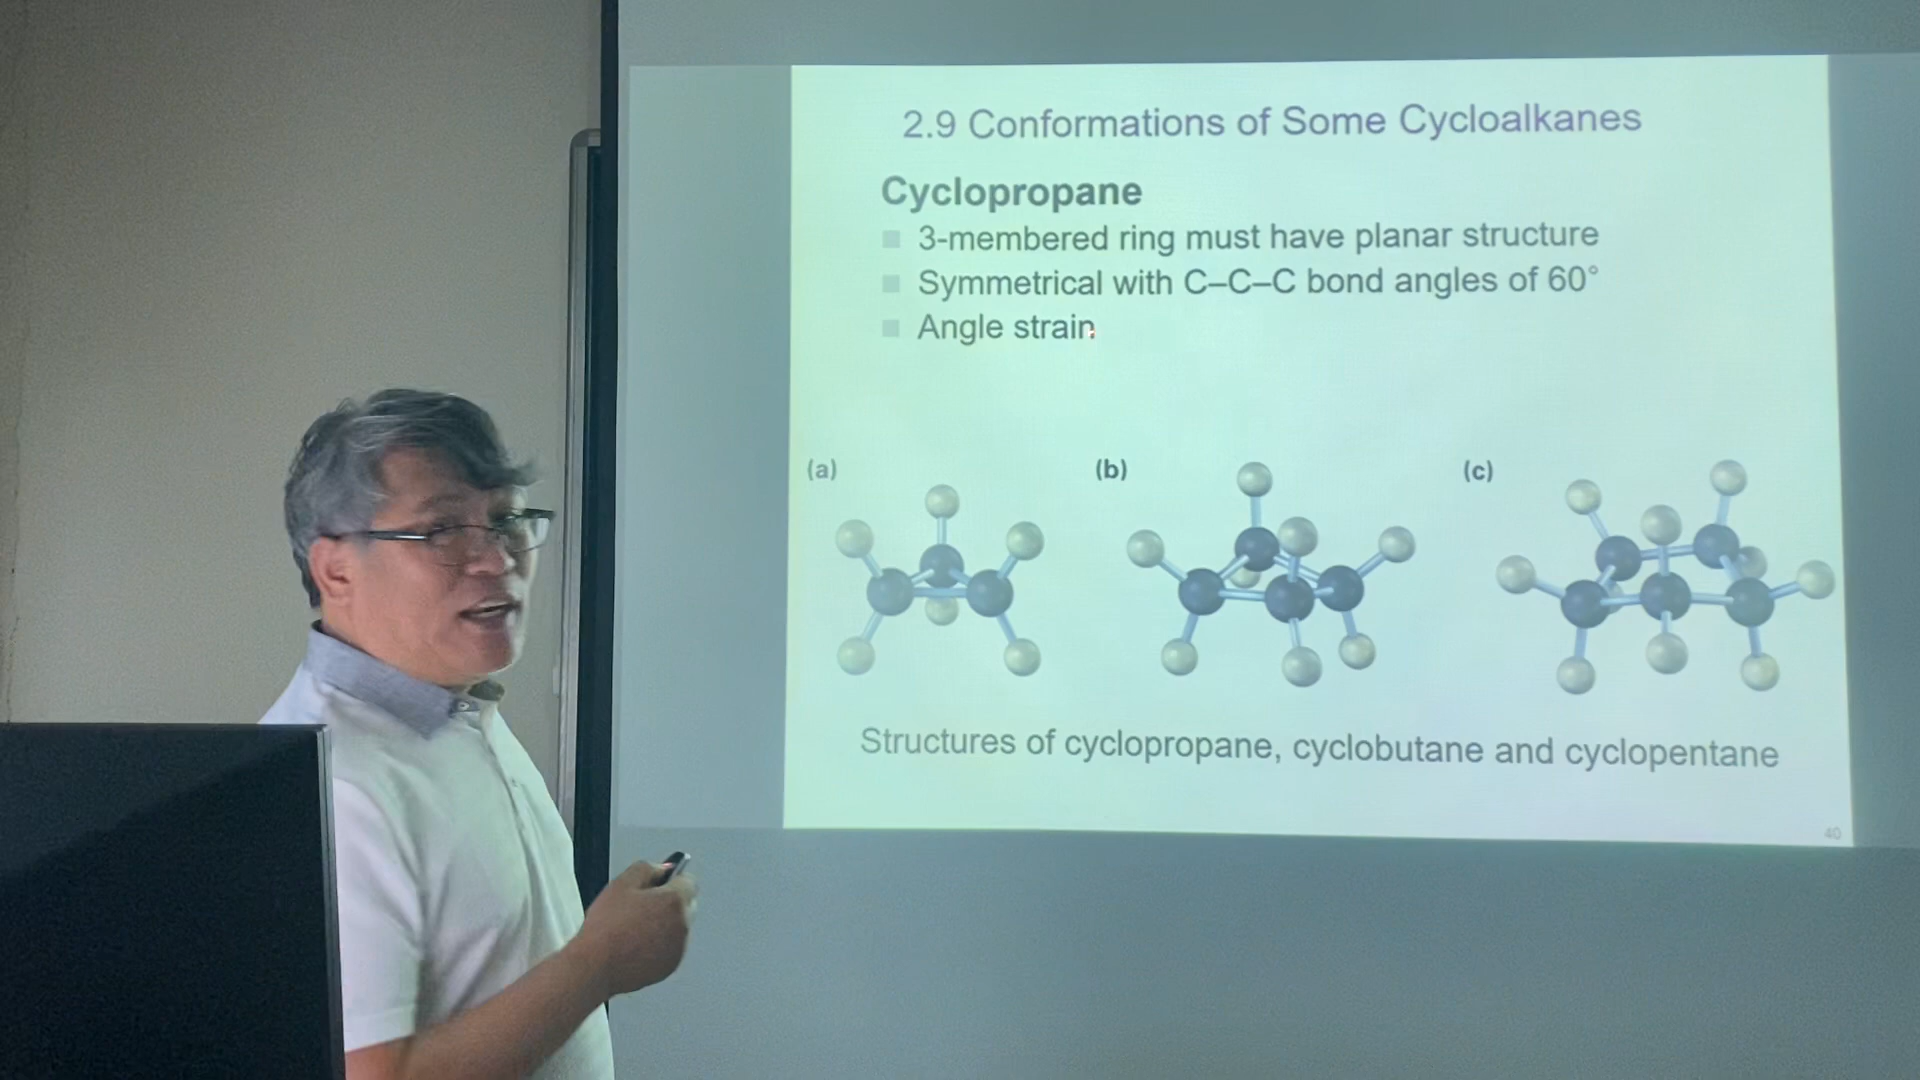 2.9 Conformations of Some Cycloalkanes
Cyclopropane
3-membered ring must have planar structure
Symmetrical with C–C–C bond angles of 60°
Angle strain
(a) (b) (c)
Structures of cyclopropane, cyclobutane and cyclopentane
40